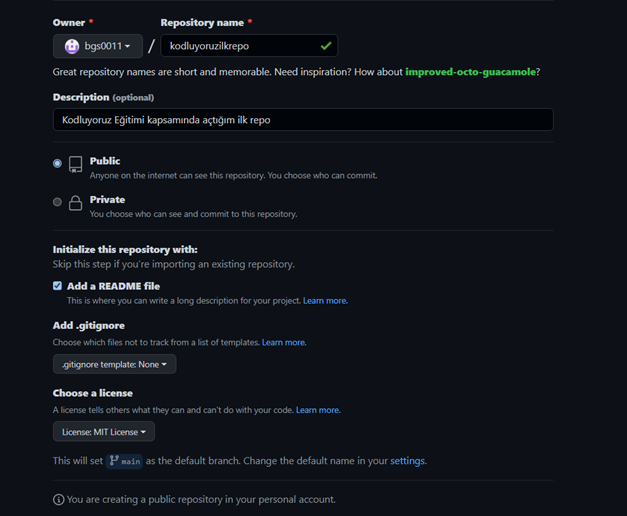 Owner * Repository name *
bgs0011 / kodluyoruzilkrepo
Great repository names are short and memorable. Need inspiration? How about improved-octo-guacamole?
Description (optional)
Kodluyoruz Eğitimi kapsamında açtığım ilk repo
Public
Anyone on the internet can see this repository. You choose who can commit.
Private
You choose who can see and commit to this repository.
Initialize this repository with:
Skip this step if you're importing an existing repository.
Add a README file
This is where you can write a long description for your project. Learn more.
Add .gitignore
Choose which files not to track from a list of templates. Learn more.
.gitignore template: None
Choose a license
A license tells others what they can and can't do with your code. Learn more.
License: MIT License
This will set main as the default branch. Change the default name in your settings.
You are creating a public repository in your personal account.